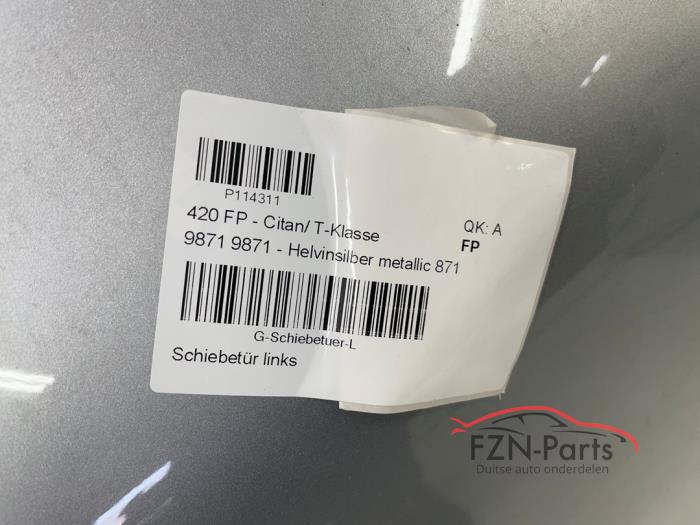 P114311
420 FP - Citan/ T-Klasse
QK: A
9871 9871 - Helvinsilber metallic 871
FP
G-Schiebetuer-L
Schiebetür links
FZN-Parts
Duitse auto onderdelen